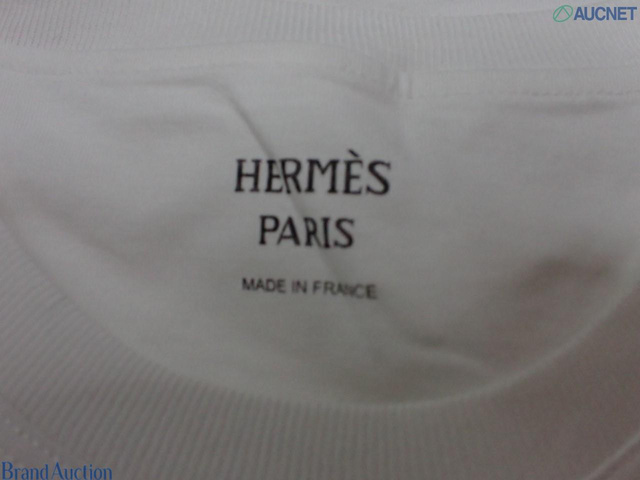 AUCNET
HERMÈS
PARIS
MADE IN FRANCE
Brand Auction